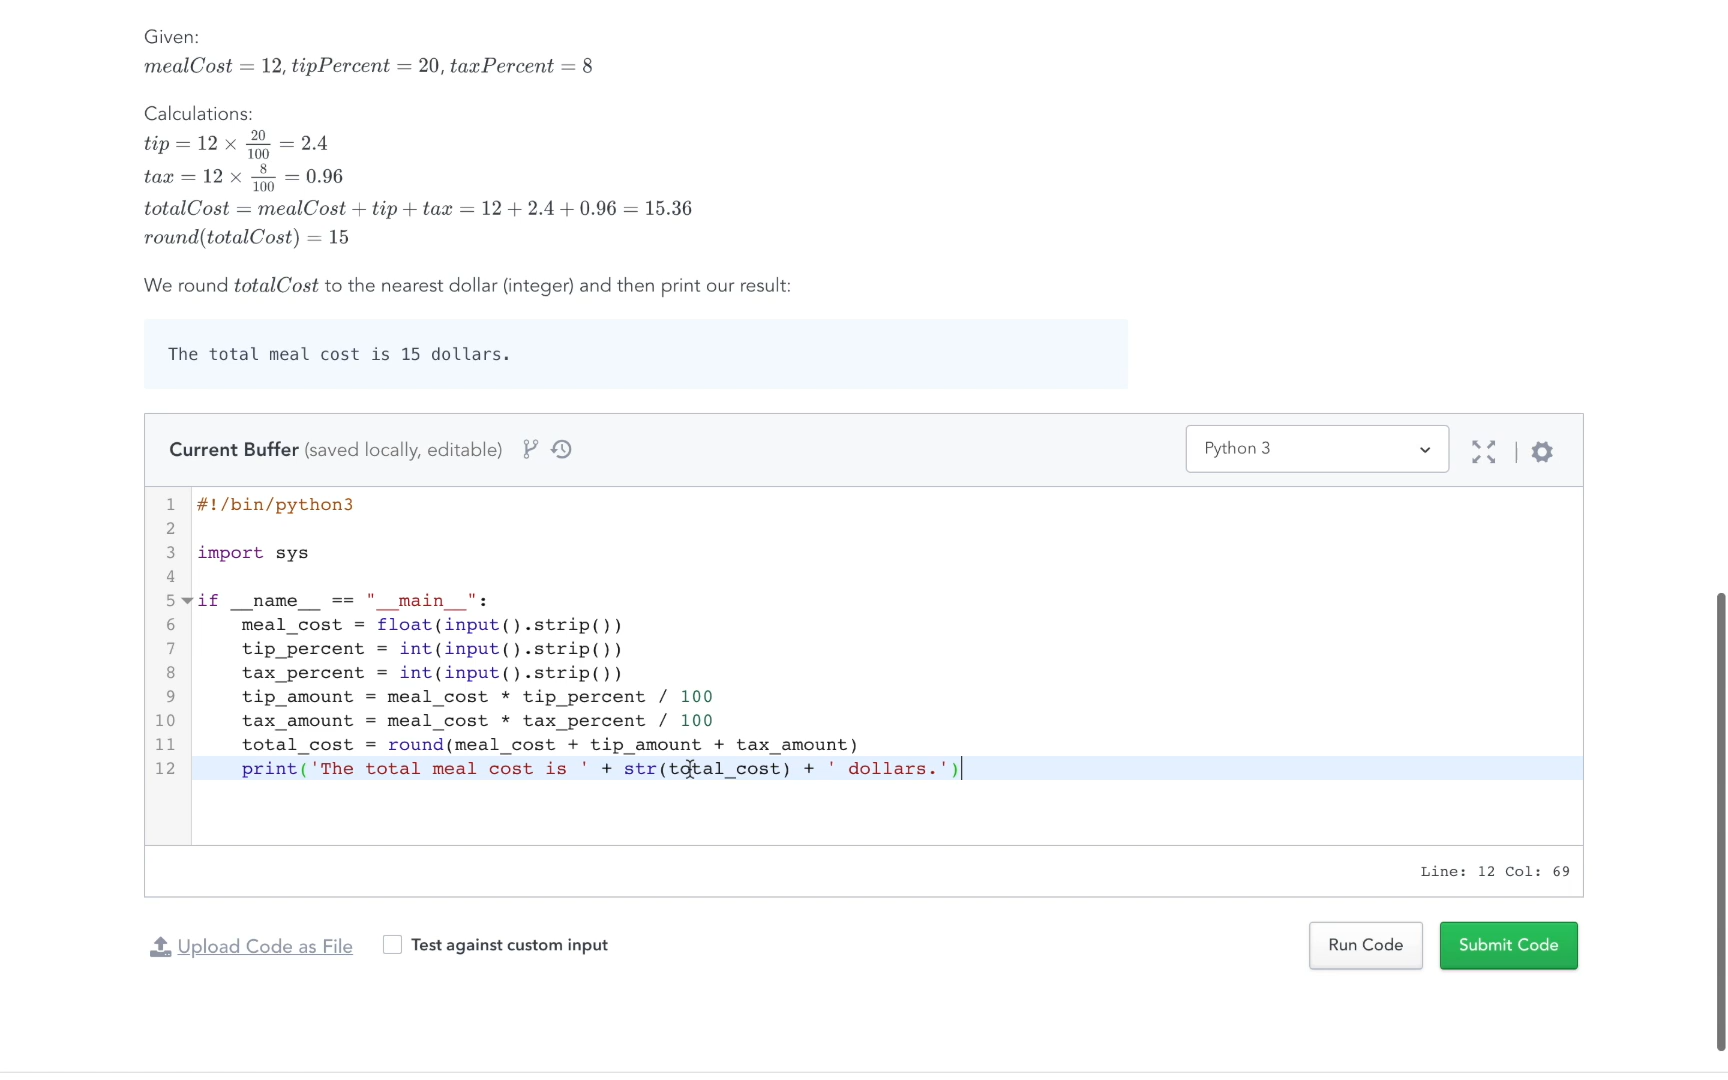 Given:
mealCost = 12, tipPercent = 20, taxPercent = 8
Calculations:
tip = 12 × 20/100 = 2.4
tax = 12 × 8/100 = 0.96
totalCost = mealCost + tip + tax = 12 + 2.4 + 0.96 = 15.36
round(totalCost) = 15
We round totalCost to the nearest dollar (integer) and then print our result:
The total meal cost is 15 dollars.
Current Buffer (saved locally, editable) Python 3
1 #!/bin/python3
2
3 import sys
4
5 if __name__ == "__main__":
6     meal_cost = float(input().strip())
7     tip_percent = int(input().strip())
8     tax_percent = int(input().strip())
9     tip_amount = meal_cost * tip_percent / 100
10     tax_amount = meal_cost * tax_percent / 100
11     total_cost = round(meal_cost + tip_amount + tax_amount)
12     print('The total meal cost is ' + str(total_cost) + ' dollars.')
Line: 12 Col: 69
Upload Code as File Test against custom input Run Code Submit Code